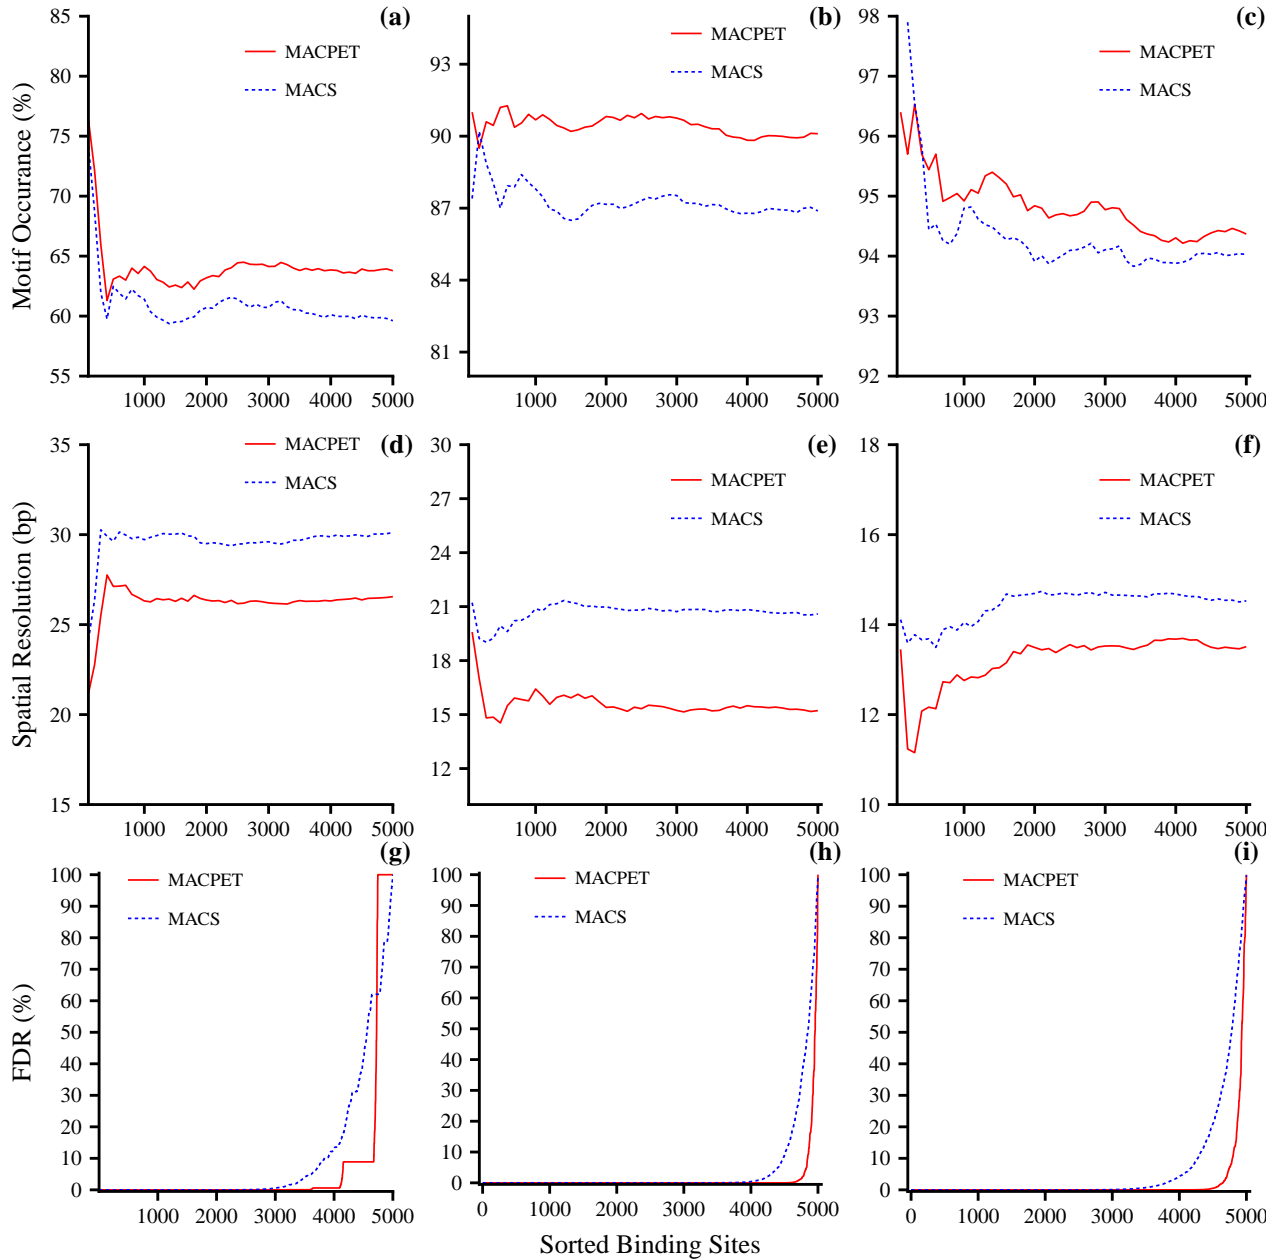 (a)
MACPET
MACS
85
80
75
70
65
60
55
1000 2000 3000 4000 5000
Motif Occurance (%)
(b)
MACPET
MACS
93
90
87
84
81
1000 2000 3000 4000 5000
(c)
MACPET
MACS
98
97
96
95
94
93
92
1000 2000 3000 4000 5000
(d)
MACPET
MACS
35
30
25
20
15
1000 2000 3000 4000 5000
Spatial Resolution (bp)
(e)
MACPET
MACS
30
27
24
21
18
15
12
1000 2000 3000 4000 5000
(f)
MACPET
MACS
18
16
14
12
10
1000 2000 3000 4000 5000
(g)
MACPET
MACS
100
90
80
70
60
50
40
30
20
10
0
1000 2000 3000 4000 5000
FDR (%)
(h)
MACPET
MACS
100
90
80
70
60
50
40
30
20
10
0
0 1000 2000 3000 4000 5000
(i)
MACPET
MACS
100
90
80
70
60
50
40
30
20
10
0
0 1000 2000 3000 4000 5000
Sorted Binding Sites